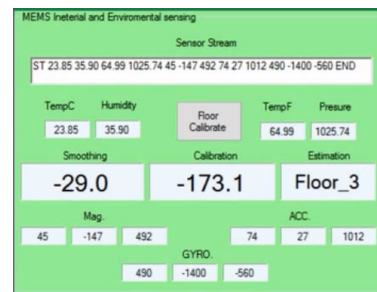 MEMS Ineterial and Enviromental sensing
Sensor Stream
ST 23.85 35.90 64.99 1025.74 45 -147 492 74 27 1012 490 -1400 -560 END
TempC Humidity Floor Calibrate TempF Presure
23.85 35.90 64.99 1025.74
Smoothing Calibration Estimation
-29.0 -173.1 Floor_3
Mag. ACC.
45 -147 492 74 27 1012
GYRO.
490 -1400 -560